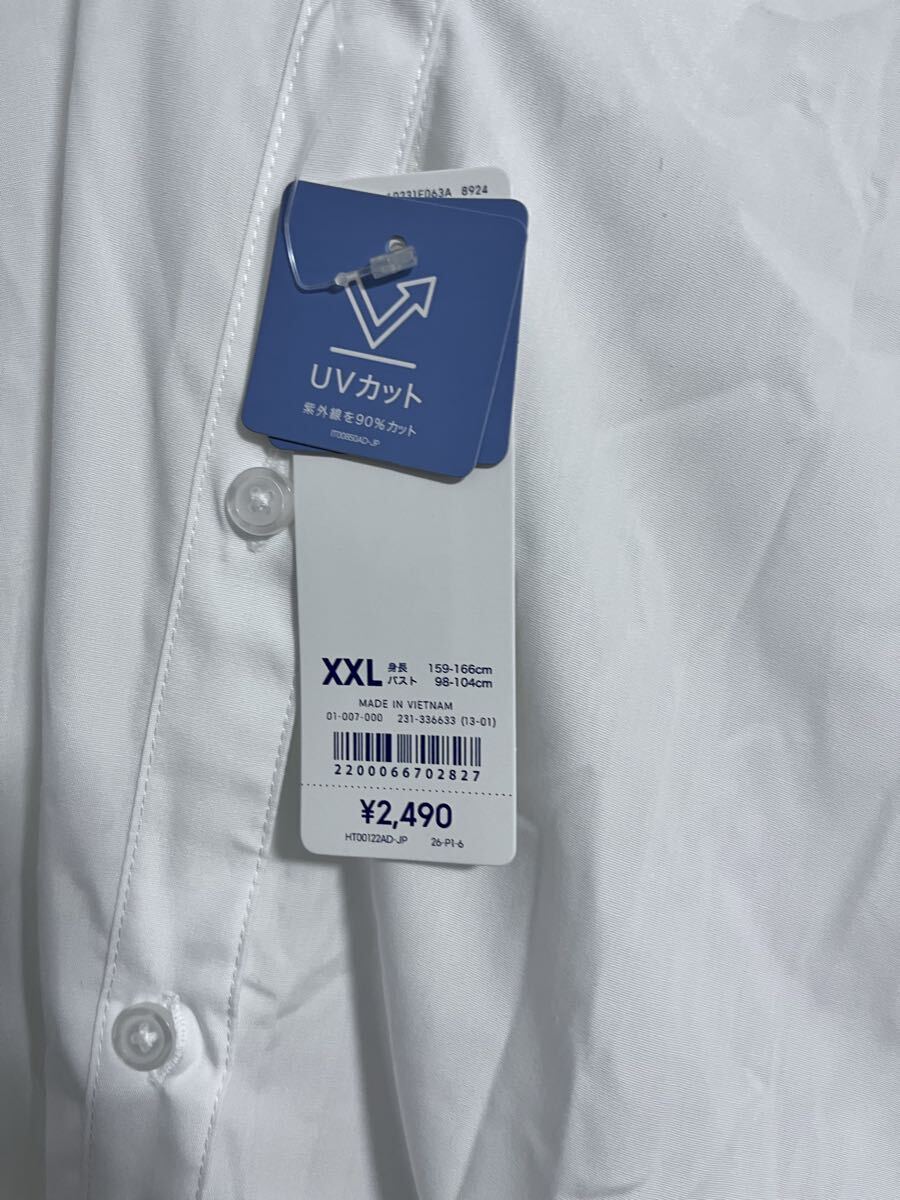 8924
UVカット
紫外線を90%カット
IT00850AD-JP
XXL 身長 159-166cm
バスト 98-104cm
MADE IN VIETNAM
01-007-000 231-336633 (13-01)
2200066702827
¥2,490
HT00122AD-JP 26-P1-6